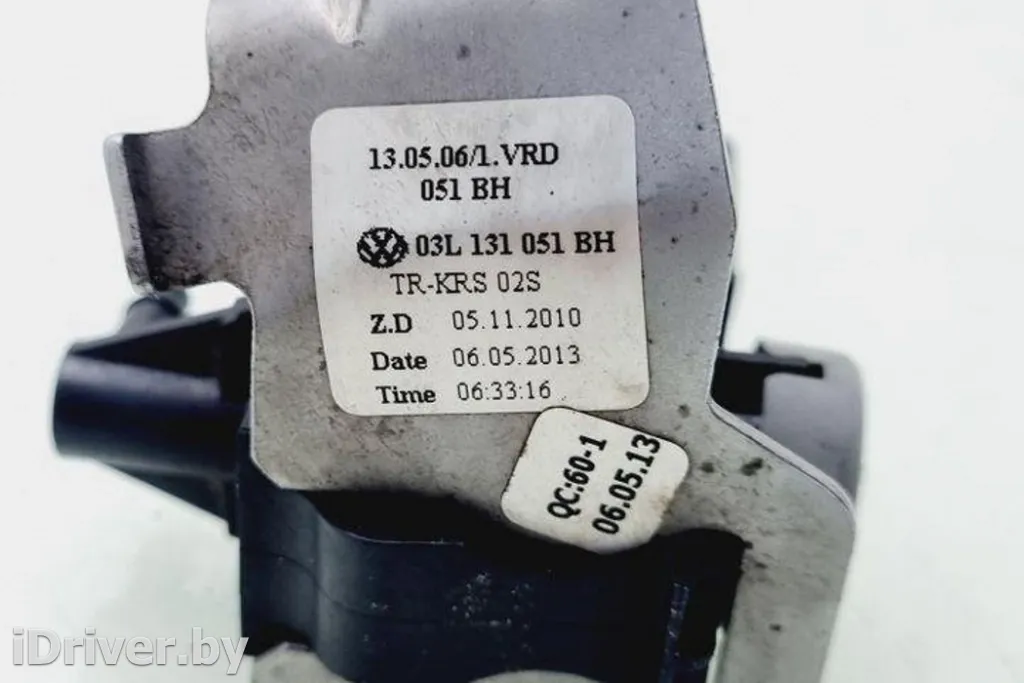 13.05.06/1.VRD
051 BH
03L 131 051 BH
TR-KRS 02S
Z.D 05.11.2010
Date 06.05.2013
Time 06:33:16
QC:60-1
06.05.13
iDriver.by